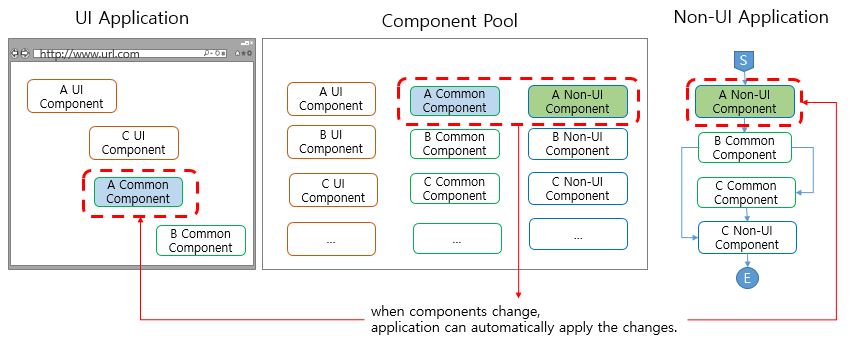 UI Application
http://www.url.com
A UI
Component
C UI
Component
A Common
Component
B Common
Component
Component Pool
A UI
Component
A Common
Component
A Non-UI
Component
B UI
Component
B Common
Component
B Non-UI
Component
C UI
Component
C Common
Component
C Non-UI
Component
...
...
...
Non-UI Application
S
A Non-UI
Component
B Common
Component
C Common
Component
C Non-UI
Component
E
when components change,
application can automatically apply the changes.